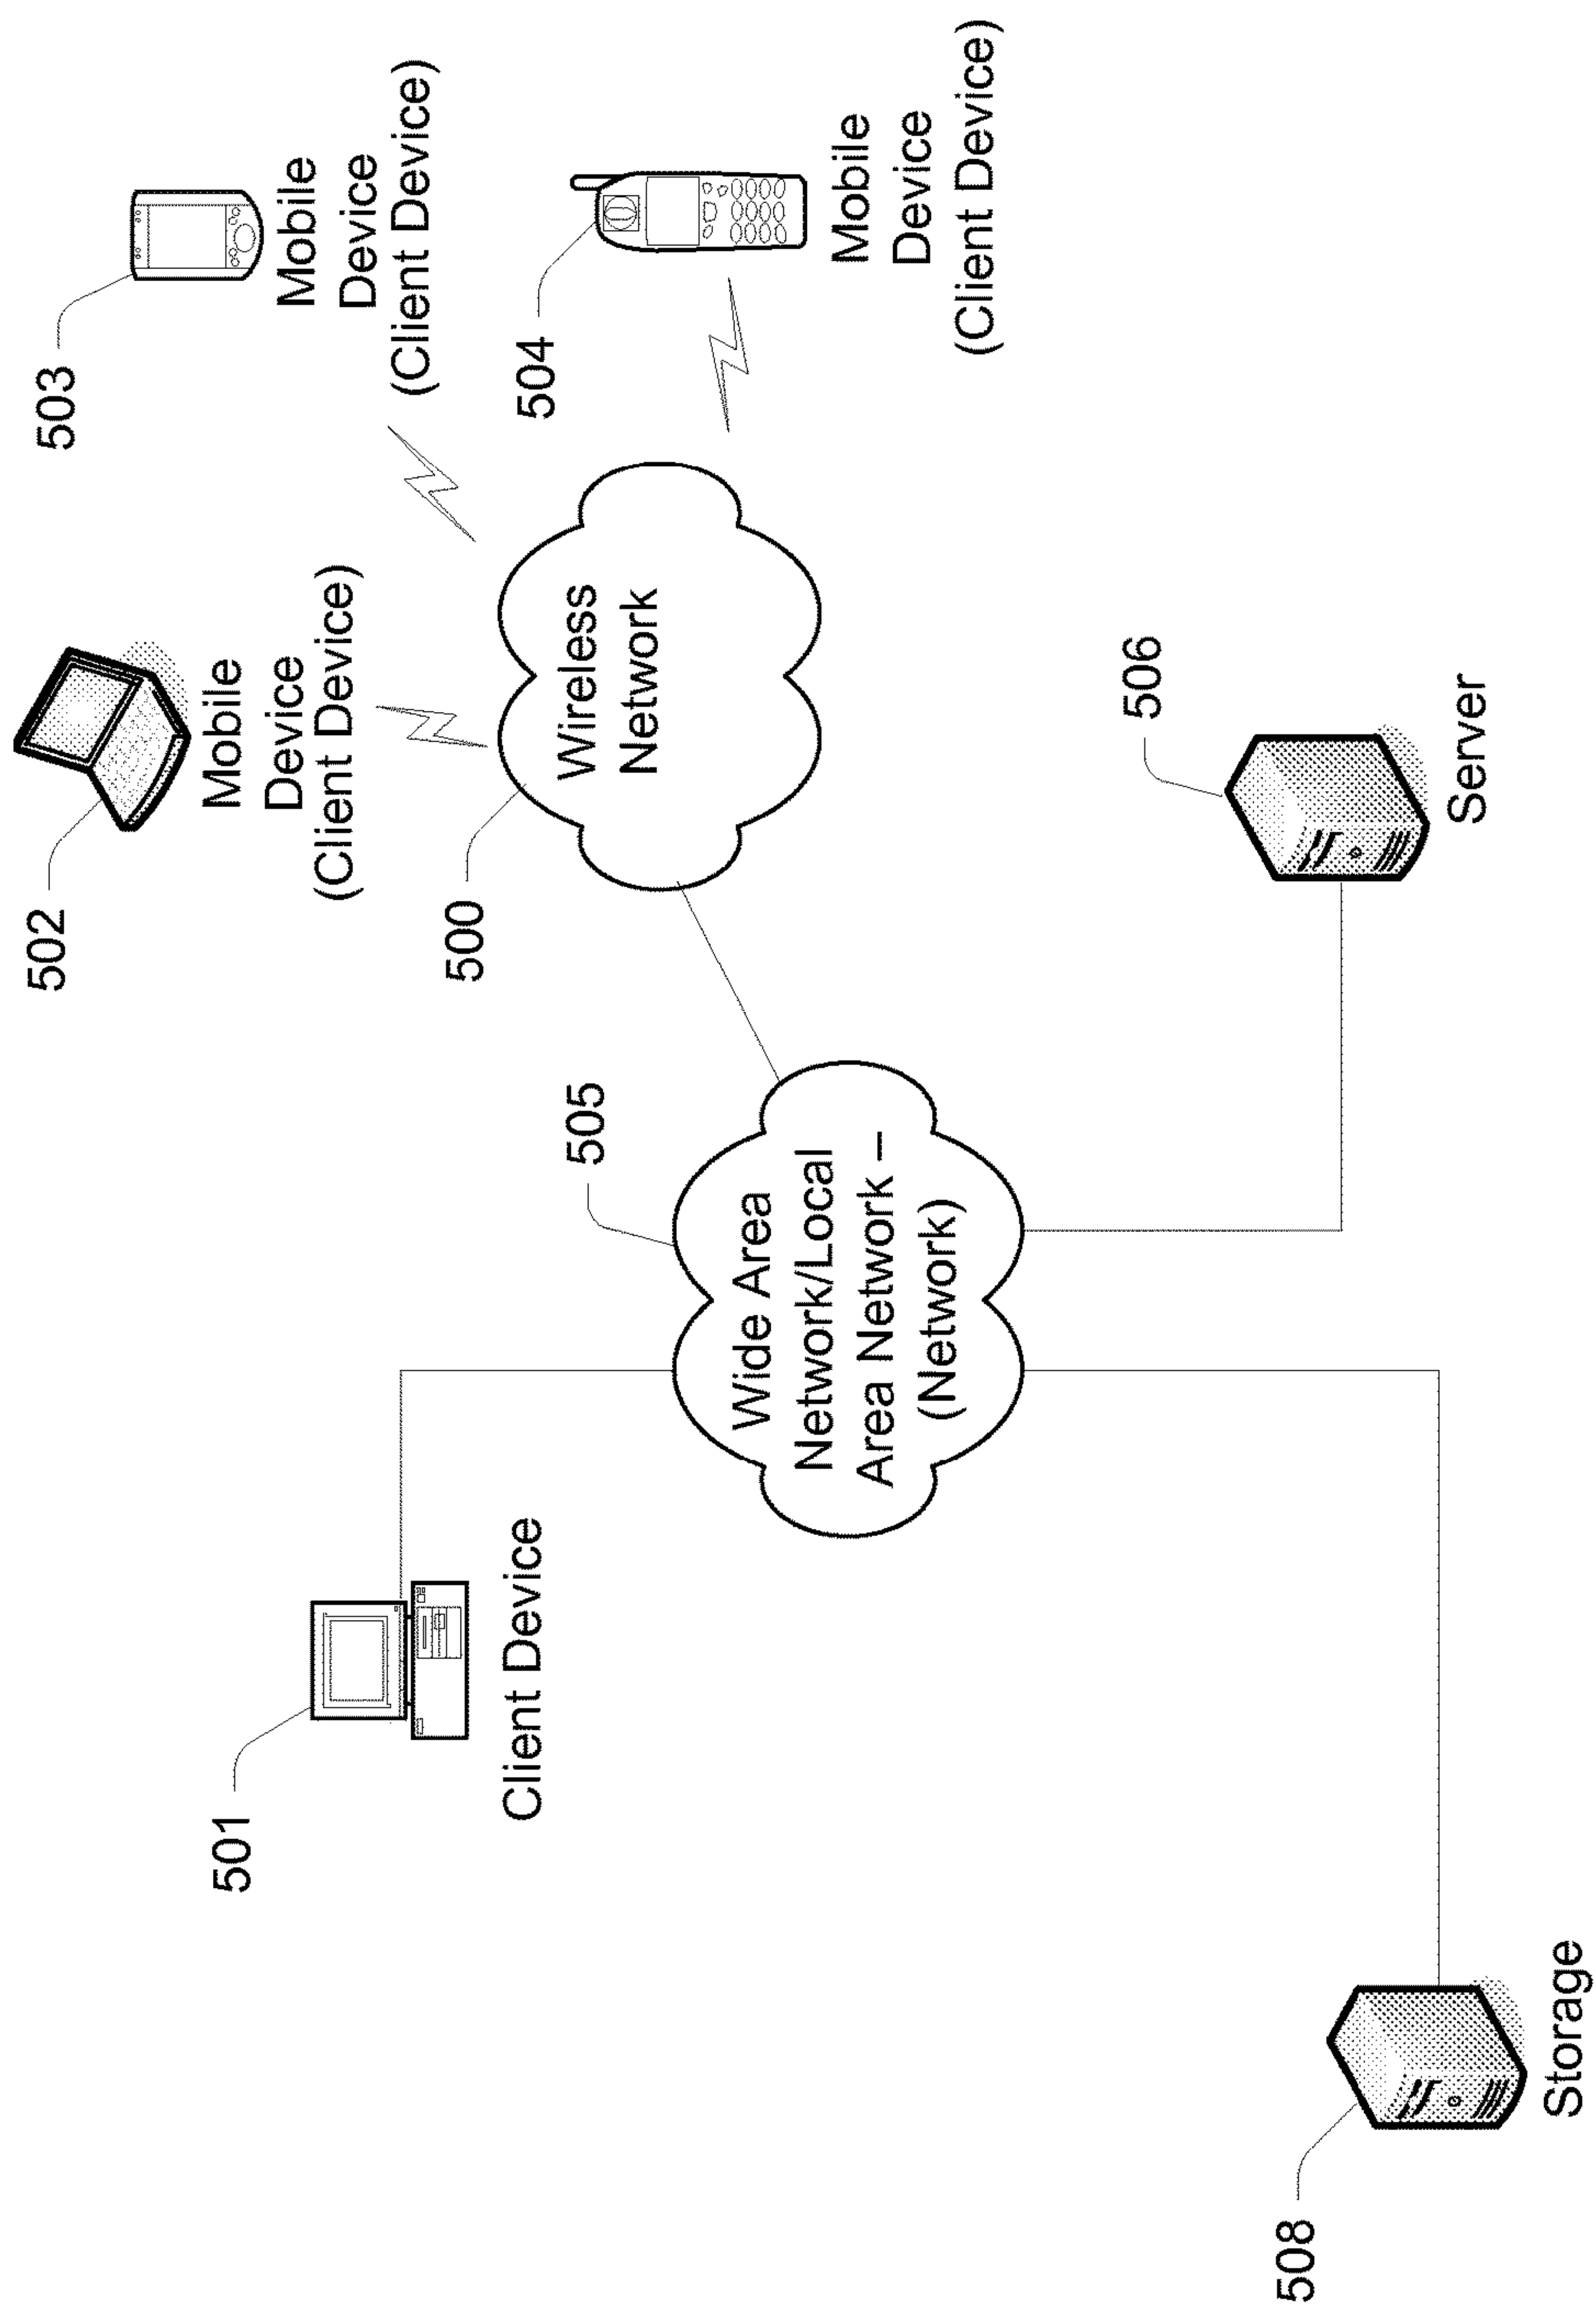 502
Mobile
Device
(Client Device)
503
Mobile
Device
(Client Device)
501
Client Device
500
Wireless
Network
504
Mobile
Device
(Client Device)
505
Wide Area
Network/Local
Area Network –
(Network)
506
Server
508
Storage